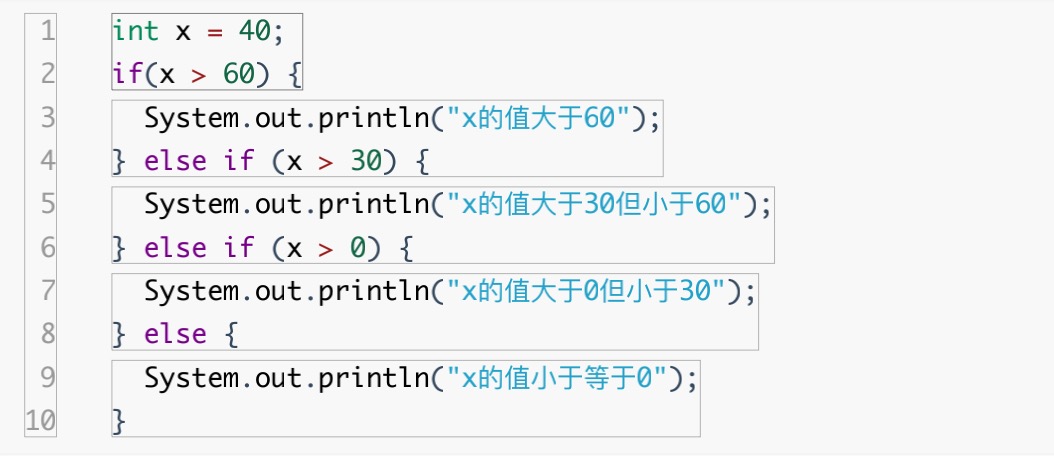 1 int x = 40;
2 if(x > 60) {
3   System.out.println("x的值大于60");
4 } else if (x > 30) {
5   System.out.println("x的值大于30但小于60");
6 } else if (x > 0) {
7   System.out.println("x的值大于0但小于30");
8 } else {
9   System.out.println("x的值小于等于0");
10 }